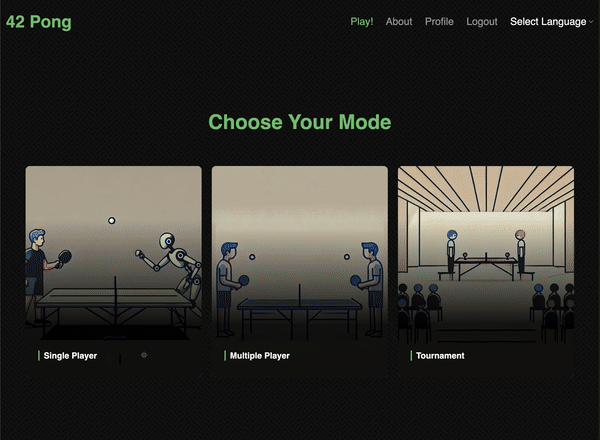 42 Pong
Play! About Profile Logout Select Language
Choose Your Mode
Single Player
Multiple Player
Tournament